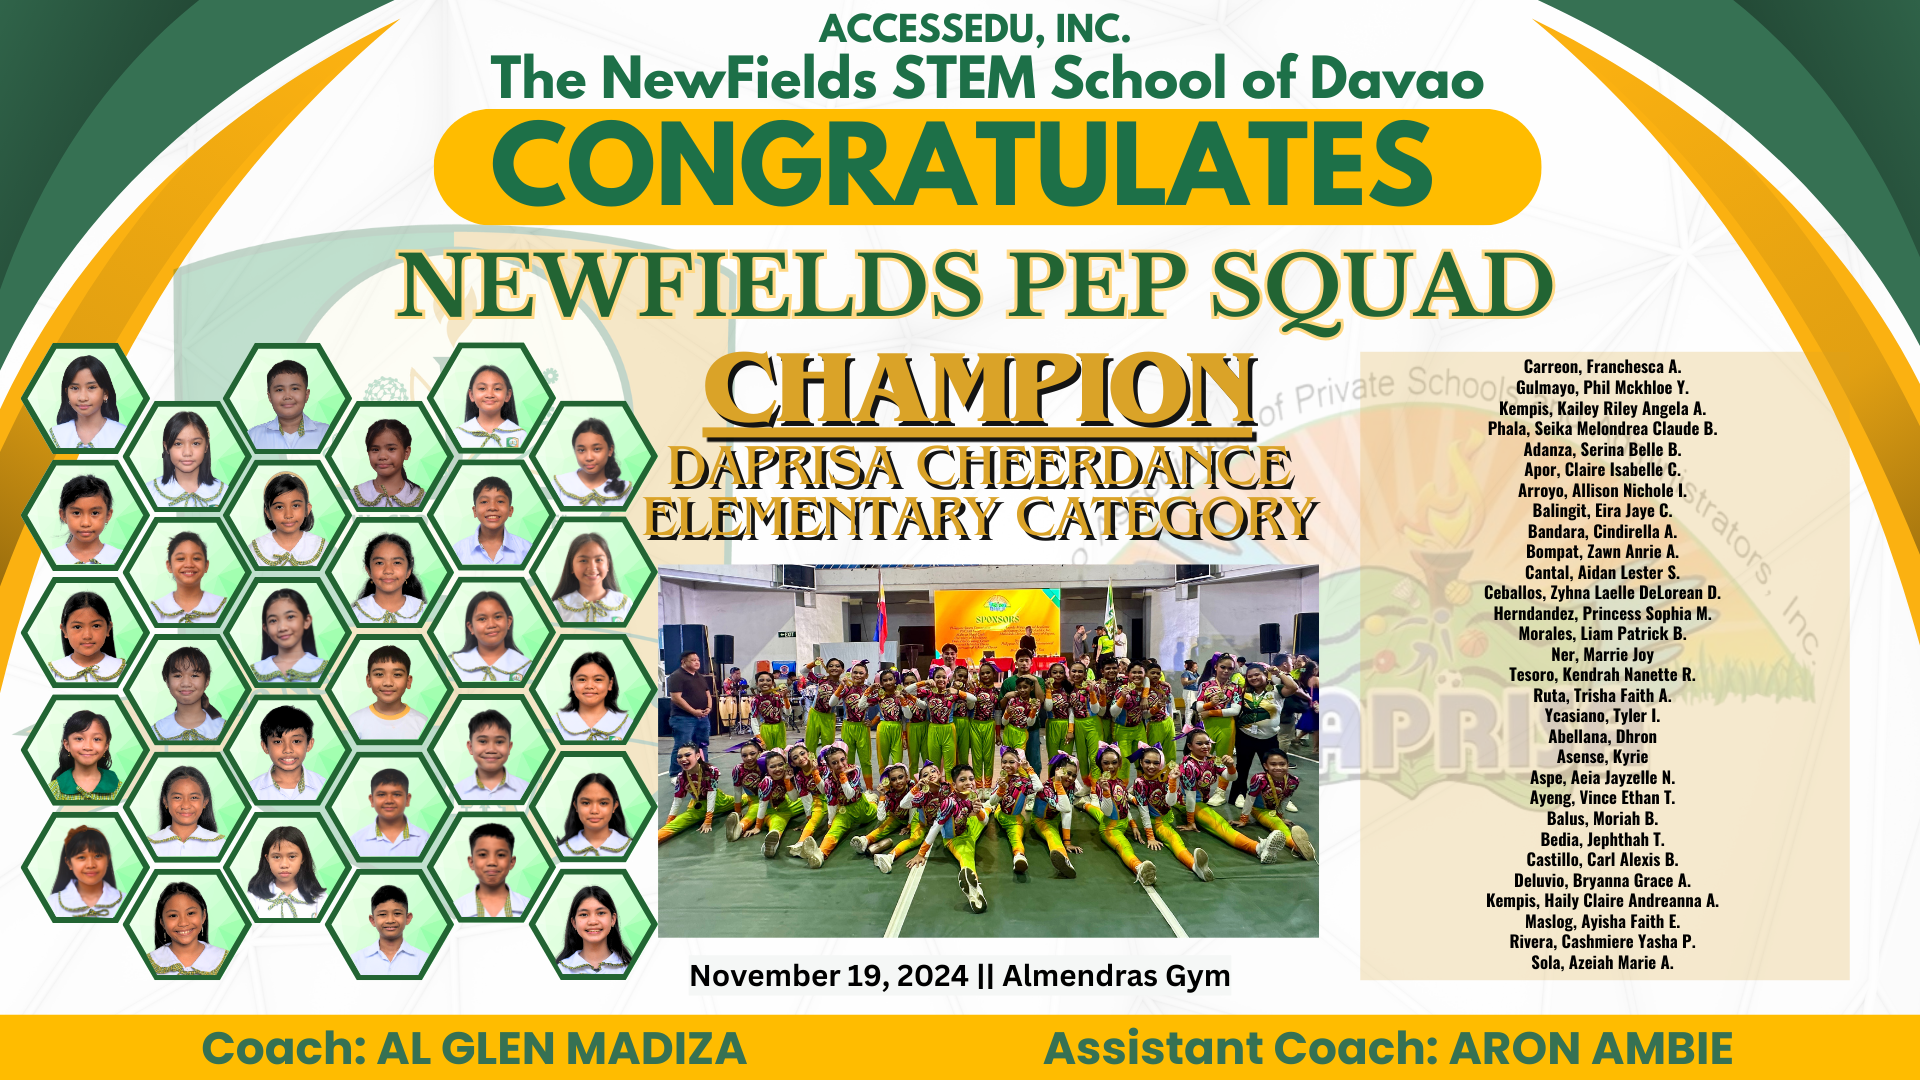 ACCESSEDU, INC.
The NewFields STEM School of Davao
CONGRATULATES
NEWFIELDS PEP SQUAD
CHAMPION
DAPRISA CHEERDANCE
ELEMENTARY CATEGORY
SPONSORS
EXIT
November 19, 2024 || Almendras Gym
Carreon, Franchesca A.
Gulmayo, Phil Mckhloe Y.
Kempis, Kailey Riley Angela A.
Phala, Seika Melondrea Claude B.
Adanza, Serina Belle B.
Apor, Claire Isabelle C.
Arroyo, Allison Nichole I.
Balingit, Eira Jaye C.
Bandara, Cindirella A.
Bompat, Zawn Anrie A.
Cantal, Aidan Lester S.
Ceballos, Zyhna Laelle DeLorean D.
Herndandez, Princess Sophia M.
Morales, Liam Patrick B.
Ner, Marrie Joy
Tesoro, Kendrah Nanette R.
Ruta, Trisha Faith A.
Ycasiano, Tyler I.
Abellana, Dhron
Asense, Kyrie
Aspe, Aeia Jayzelle N.
Ayeng, Vince Ethan T.
Balus, Moriah B.
Bedia, Jephthah T.
Castillo, Carl Alexis B.
Deluvio, Bryanna Grace A.
Kempis, Haily Claire Andreanna A.
Maslog, Ayisha Faith E.
Rivera, Cashmiere Yasha P.
Sola, Azeiah Marie A.
of Private Schools
Inc.
Coach: AL GLEN MADIZA
Assistant Coach: ARON AMBIE